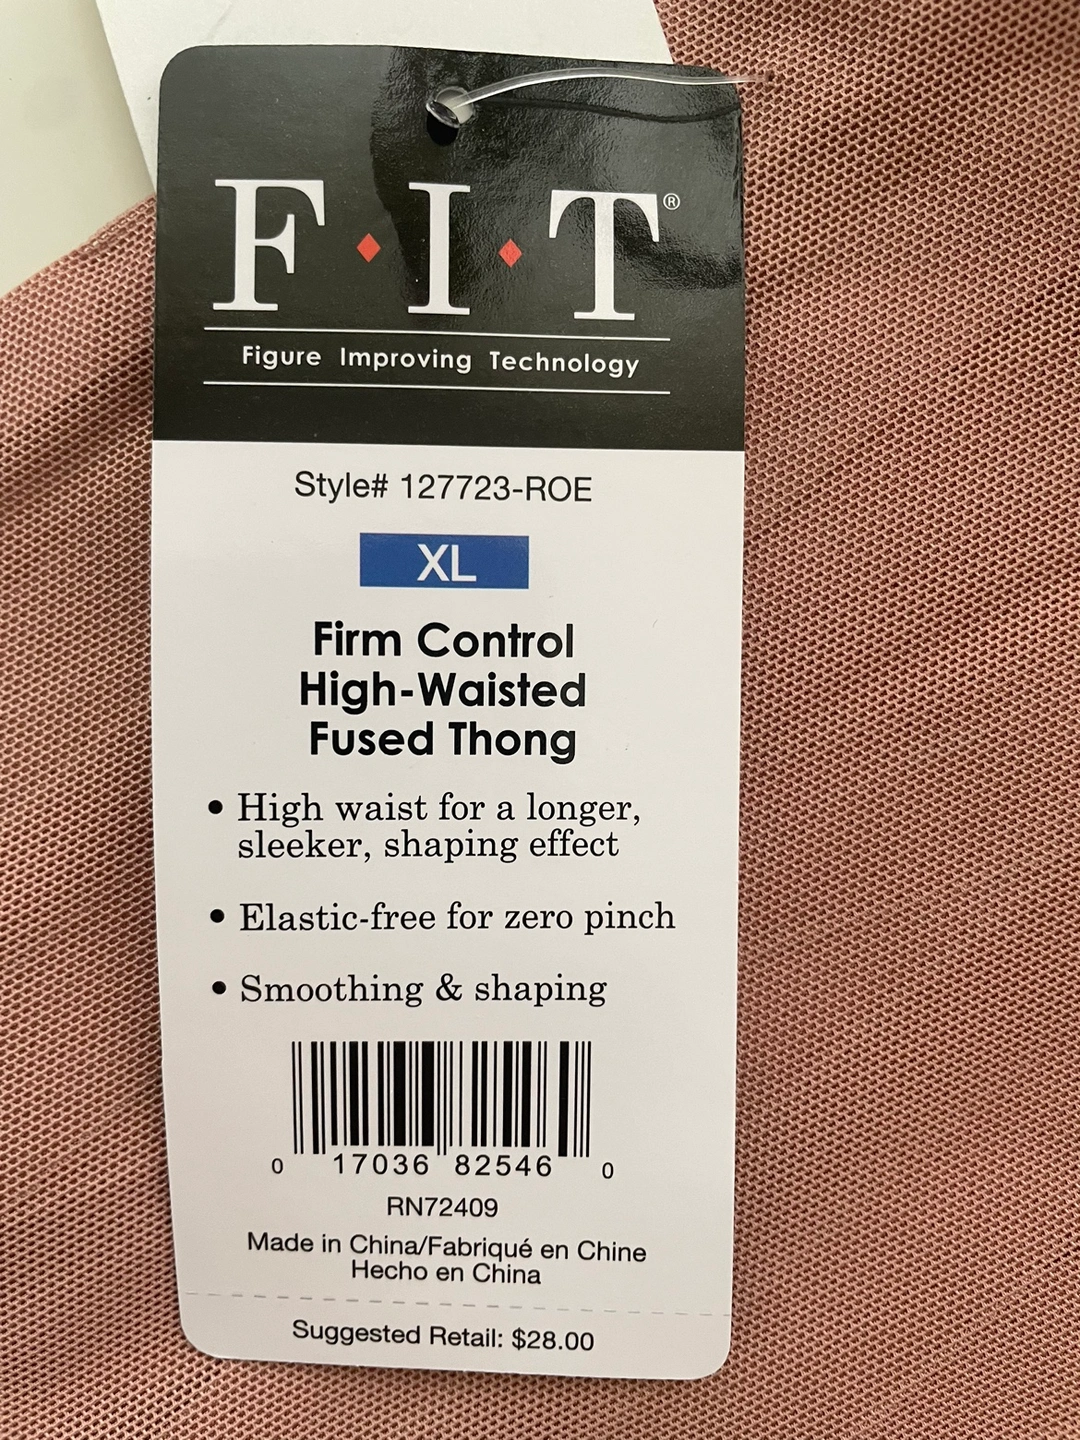 F♦I♦T®
Figure Improving Technology
Style# 127723-ROE
XL
Firm Control
High-Waisted
Fused Thong
• High waist for a longer,
sleeker, shaping effect
• Elastic-free for zero pinch
• Smoothing & shaping
0 17036 82546 0
RN72409
Made in China/Fabriqué en Chine
Hecho en China
Suggested Retail: $28.00